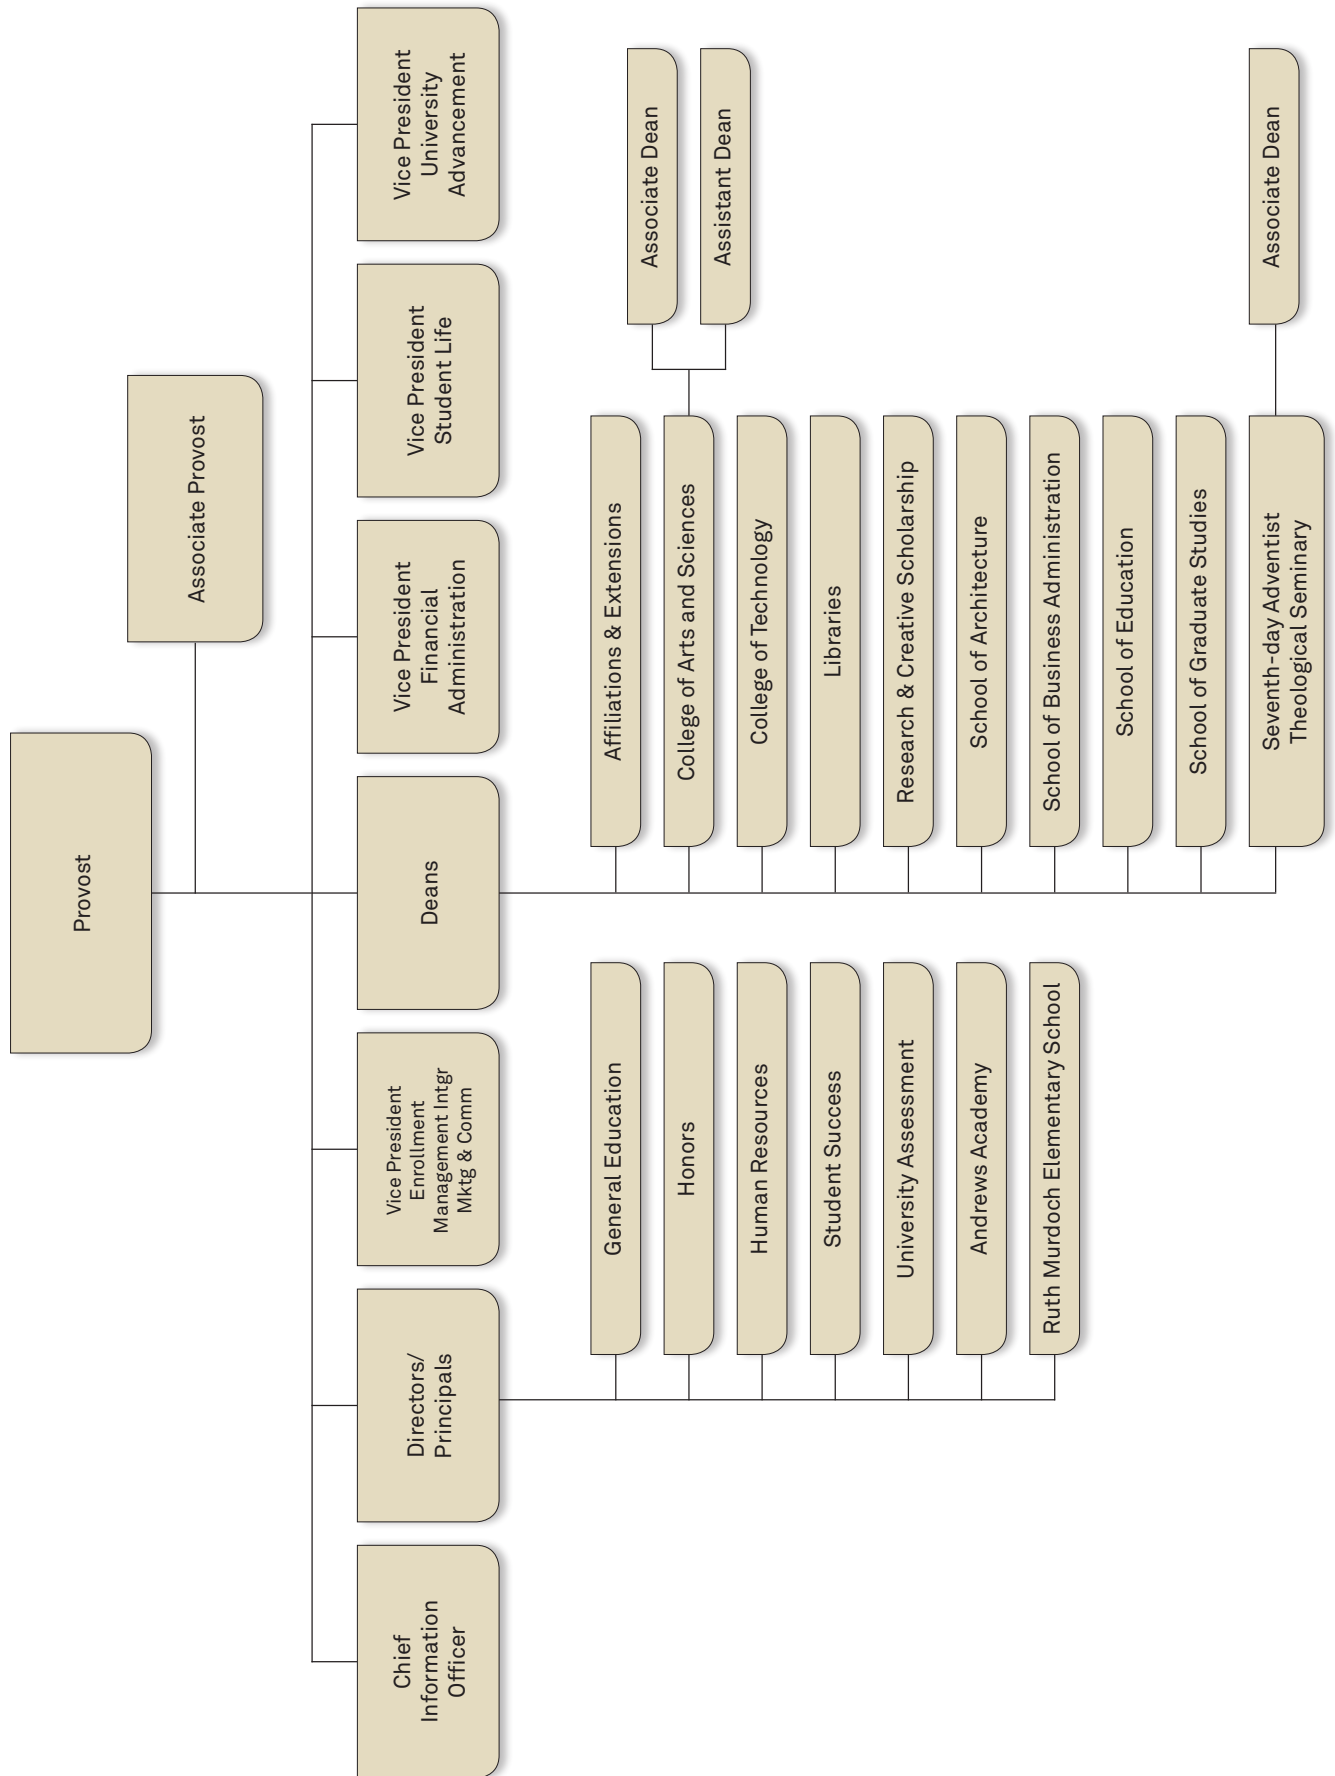 Provost
Associate Provost
Chief
Information
Officer
Directors/
Principals
Vice President
Enrollment
Management Intgr
Mktg & Comm
Deans
Vice President
Financial
Administration
Vice President
Student Life
Vice President
University
Advancement
General Education
Honors
Human Resources
Student Success
University Assessment
Andrews Academy
Ruth Murdoch Elementary School
Affiliations & Extensions
College of Arts and Sciences
College of Technology
Libraries
Research & Creative Scholarship
School of Architecture
School of Business Administration
School of Education
School of Graduate Studies
Seventh-day Adventist
Theological Seminary
Associate Dean
Assistant Dean
Associate Dean